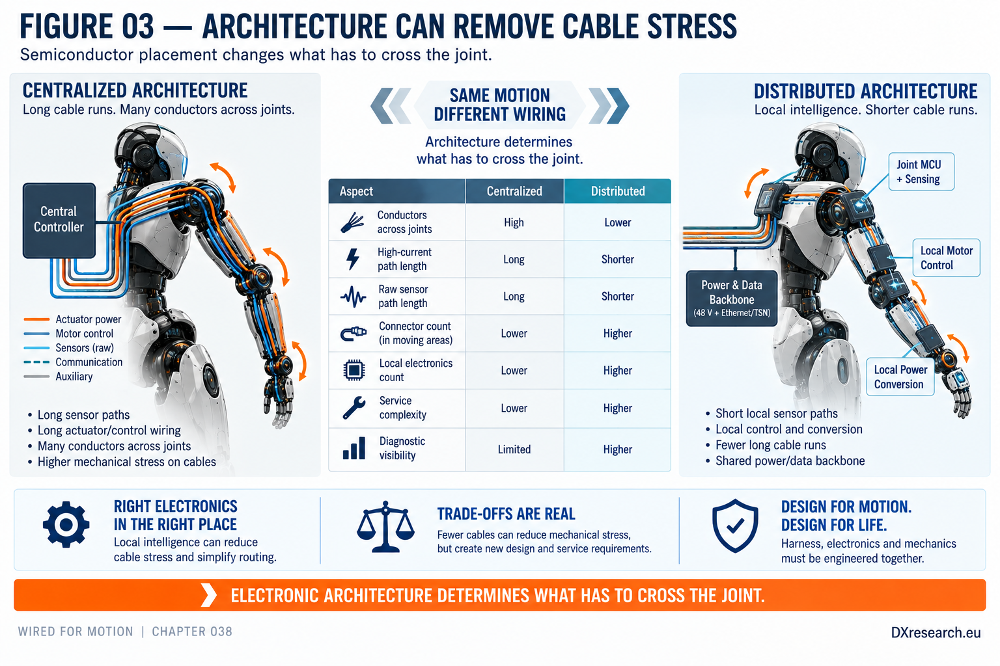 FIGURE 03 — ARCHITECTURE CAN REMOVE CABLE STRESS
Semiconductor placement changes what has to cross the joint.
CENTRALIZED ARCHITECTURE
Long cable runs. Many conductors across joints.
Central
Controller
Actuator power
Motor control
Sensors (raw)
Communication
Auxiliary
• Long sensor paths
• Long actuator/control wiring
• Many conductors across joints
• Higher mechanical stress on cables
SAME MOTION
DIFFERENT WIRING
Architecture determines
what has to cross the joint.
Aspect Centralized Distributed
Conductors
across joints
High Lower
High-current
path length
Long Shorter
Raw sensor
path length
Long Shorter
Connector count
(in moving areas)
Lower Higher
Local electronics
count
Lower Higher
Service
complexity
Lower Higher
Diagnostic
visibility
Limited Higher
DISTRIBUTED ARCHITECTURE
Local intelligence. Shorter cable runs.
Joint MCU
+ Sensing
Local Motor
Control
Power & Data
Backbone
(48 V + Ethernet/TSN)
Local Power
Conversion
• Short local sensor paths
• Local control and conversion
• Fewer long cable runs
• Shared power/data backbone
RIGHT ELECTRONICS
IN THE RIGHT PLACE
Local intelligence can reduce
cable stress and simplify routing.
TRADE-OFFS ARE REAL
Fewer cables can reduce mechanical stress,
but create new design and service requirements.
DESIGN FOR MOTION.
DESIGN FOR LIFE.
Harness, electronics and mechanics
must be engineered together.
ELECTRONIC ARCHITECTURE DETERMINES WHAT HAS TO CROSS THE JOINT.
WIRED FOR MOTION | CHAPTER 038
DXresearch.eu